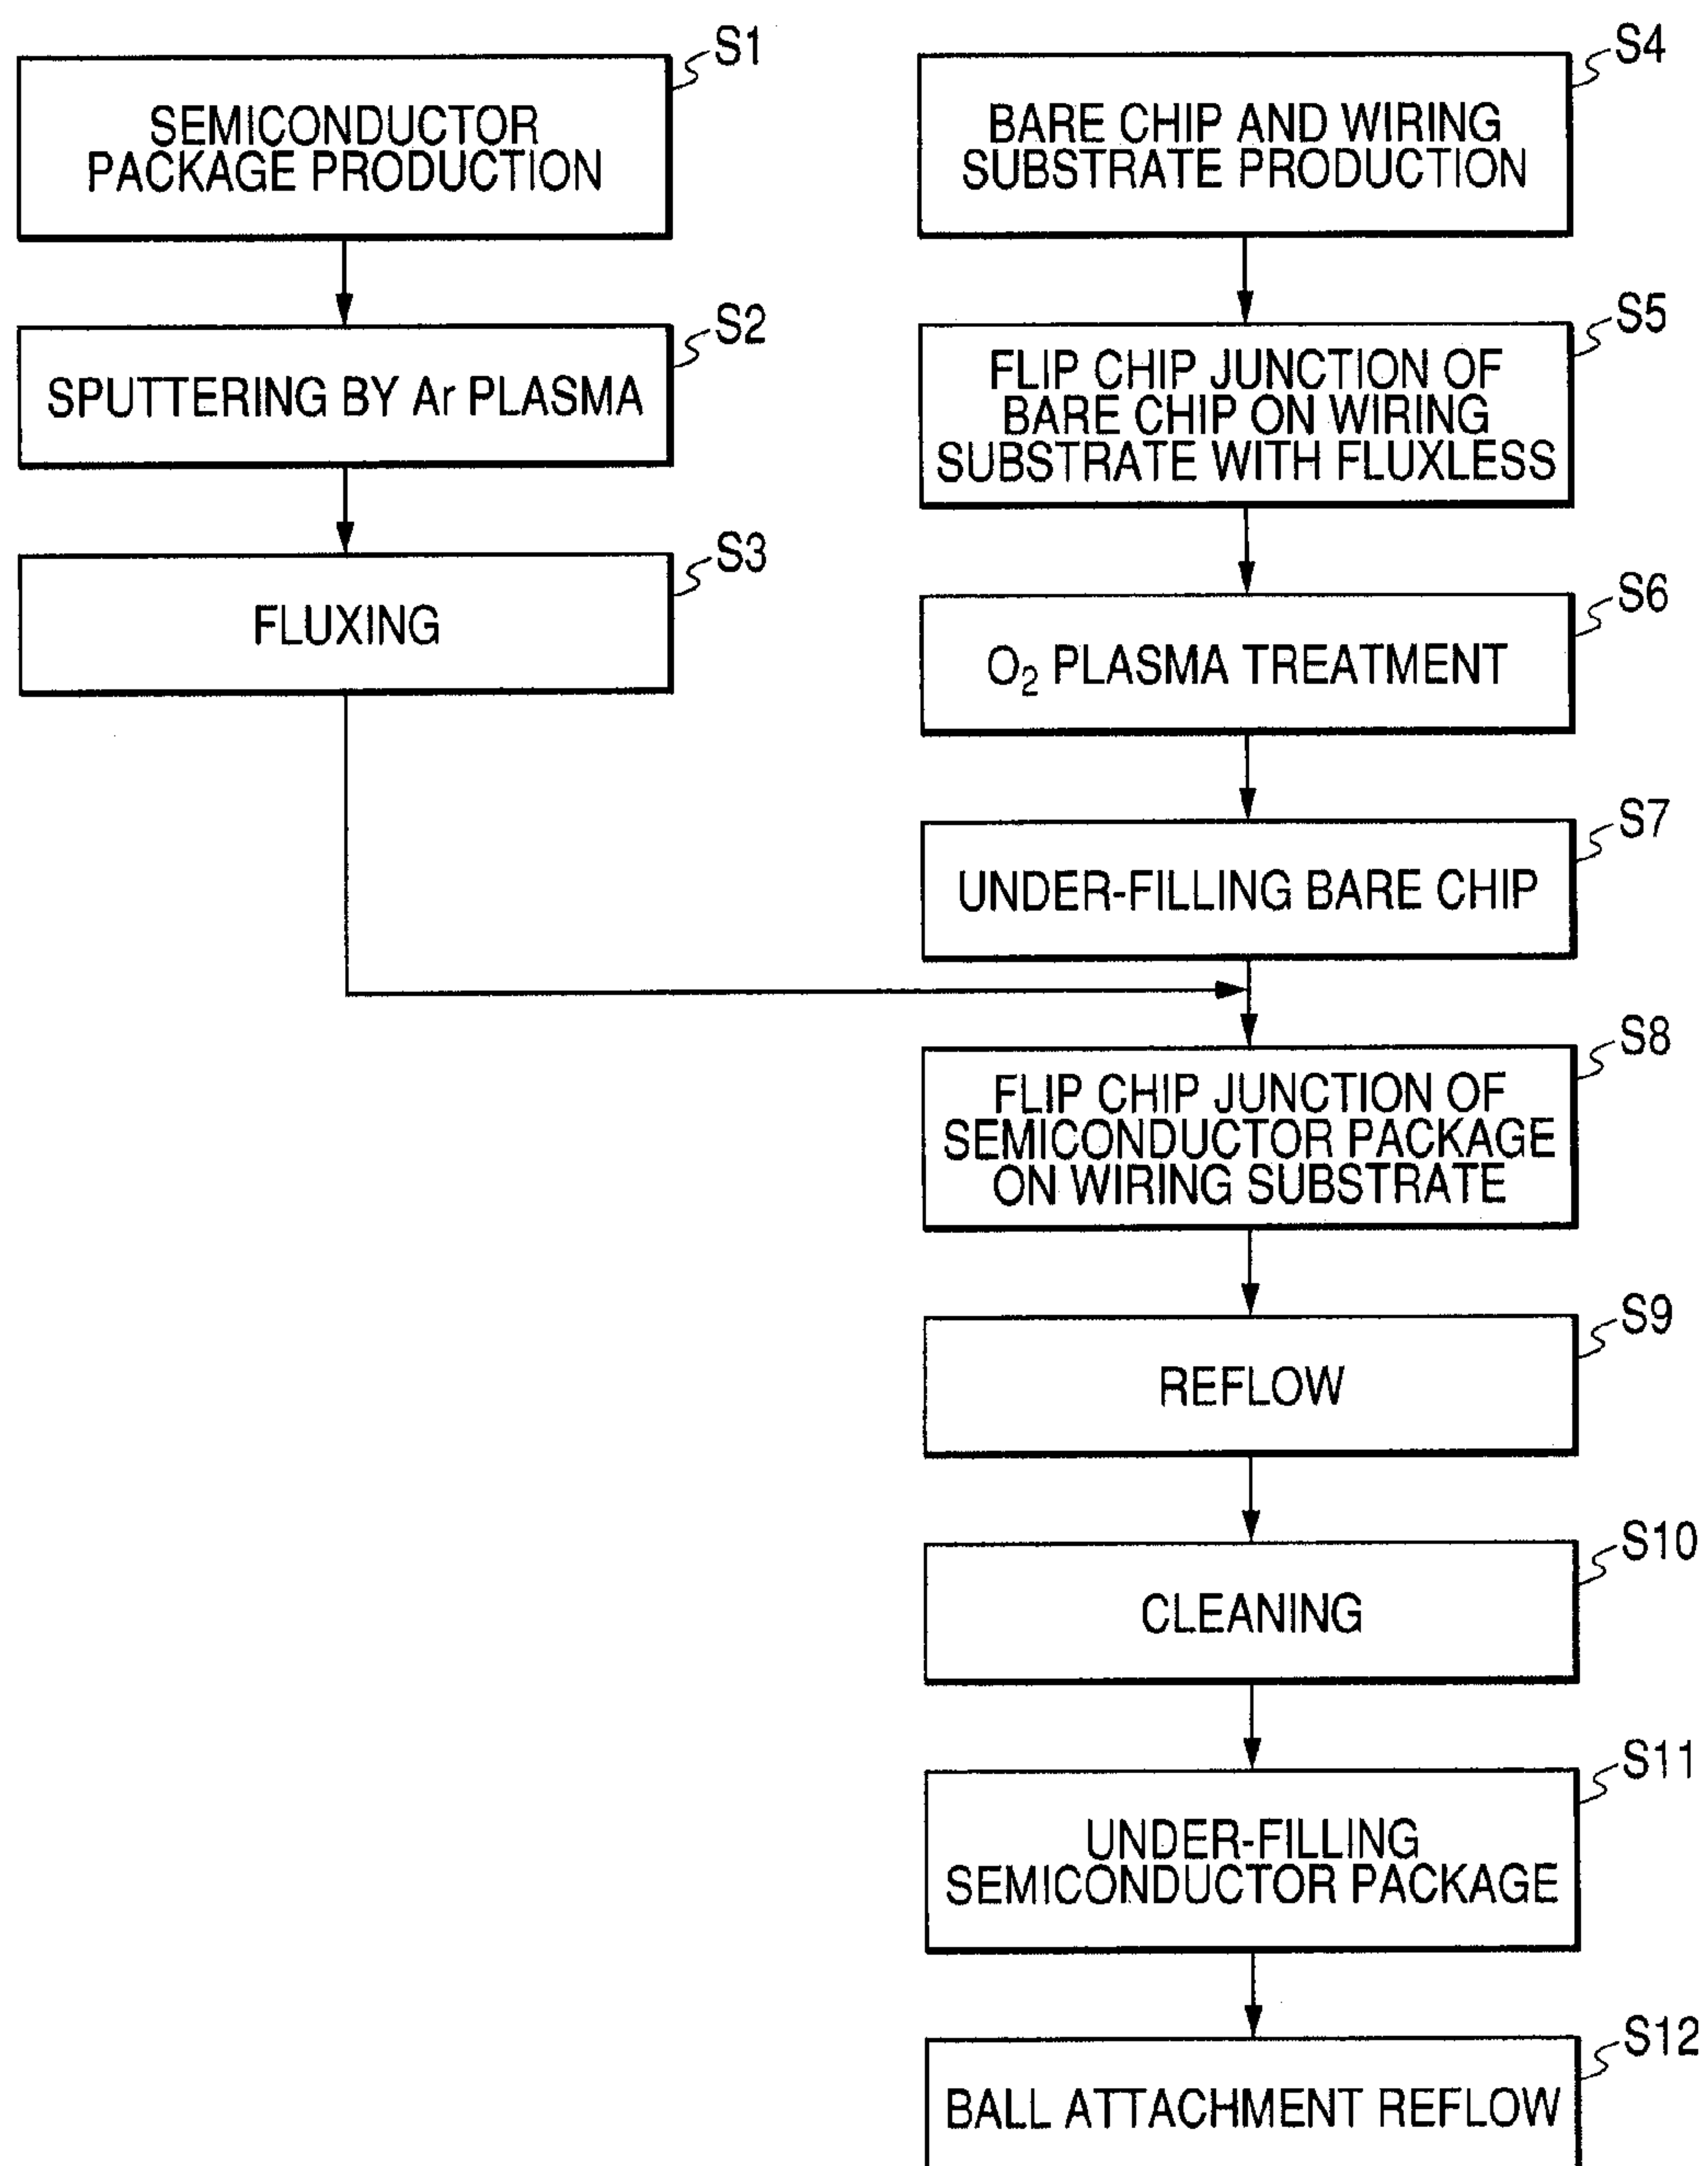 S1
SEMICONDUCTOR
PACKAGE PRODUCTION
S2
SPUTTERING BY Ar PLASMA
S3
FLUXING
S4
BARE CHIP AND WIRING
SUBSTRATE PRODUCTION
S5
FLIP CHIP JUNCTION OF
BARE CHIP ON WIRING
SUBSTRATE WITH FLUXLESS
S6
O₂ PLASMA TREATMENT
S7
UNDER-FILLING BARE CHIP
S8
FLIP CHIP JUNCTION OF
SEMICONDUCTOR PACKAGE
ON WIRING SUBSTRATE
S9
REFLOW
S10
CLEANING
S11
UNDER-FILLING
SEMICONDUCTOR PACKAGE
S12
BALL ATTACHMENT REFLOW